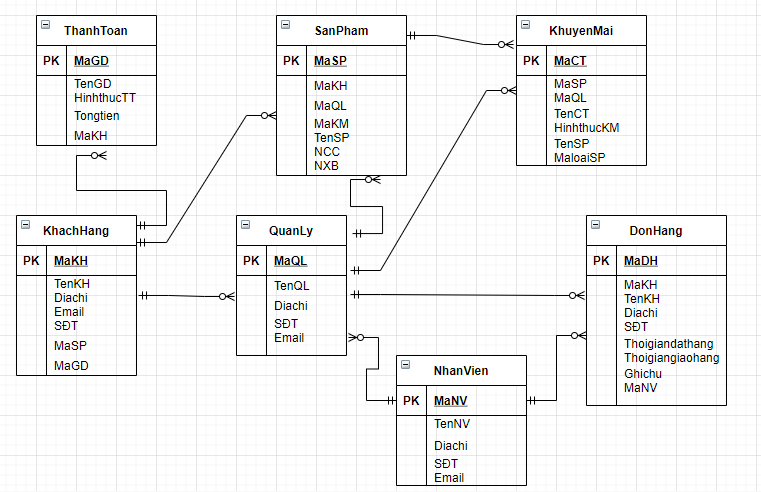 ThanhToan
PK MaGD
TenGD
HinhthucTT
Tongtien
MaKH
SanPham
PK MaSP
MaKH
MaQL
MaKM
TenSP
NCC
NXB
KhuyenMai
PK MaCT
MaSP
MaQL
TenCT
HinhthucKM
TenSP
MaloaiSP
KhachHang
PK MaKH
TenKH
Diachi
Email
SĐT
MaSP
MaGD
QuanLy
PK MaQL
TenQL
Diachi
SĐT
Email
DonHang
PK MaDH
MaKH
TenKH
Diachi
SĐT
Thoigiandathang
Thoigiangiaohang
Ghichu
MaNV
NhanVien
PK MaNV
TenNV
Diachi
SĐT
Email